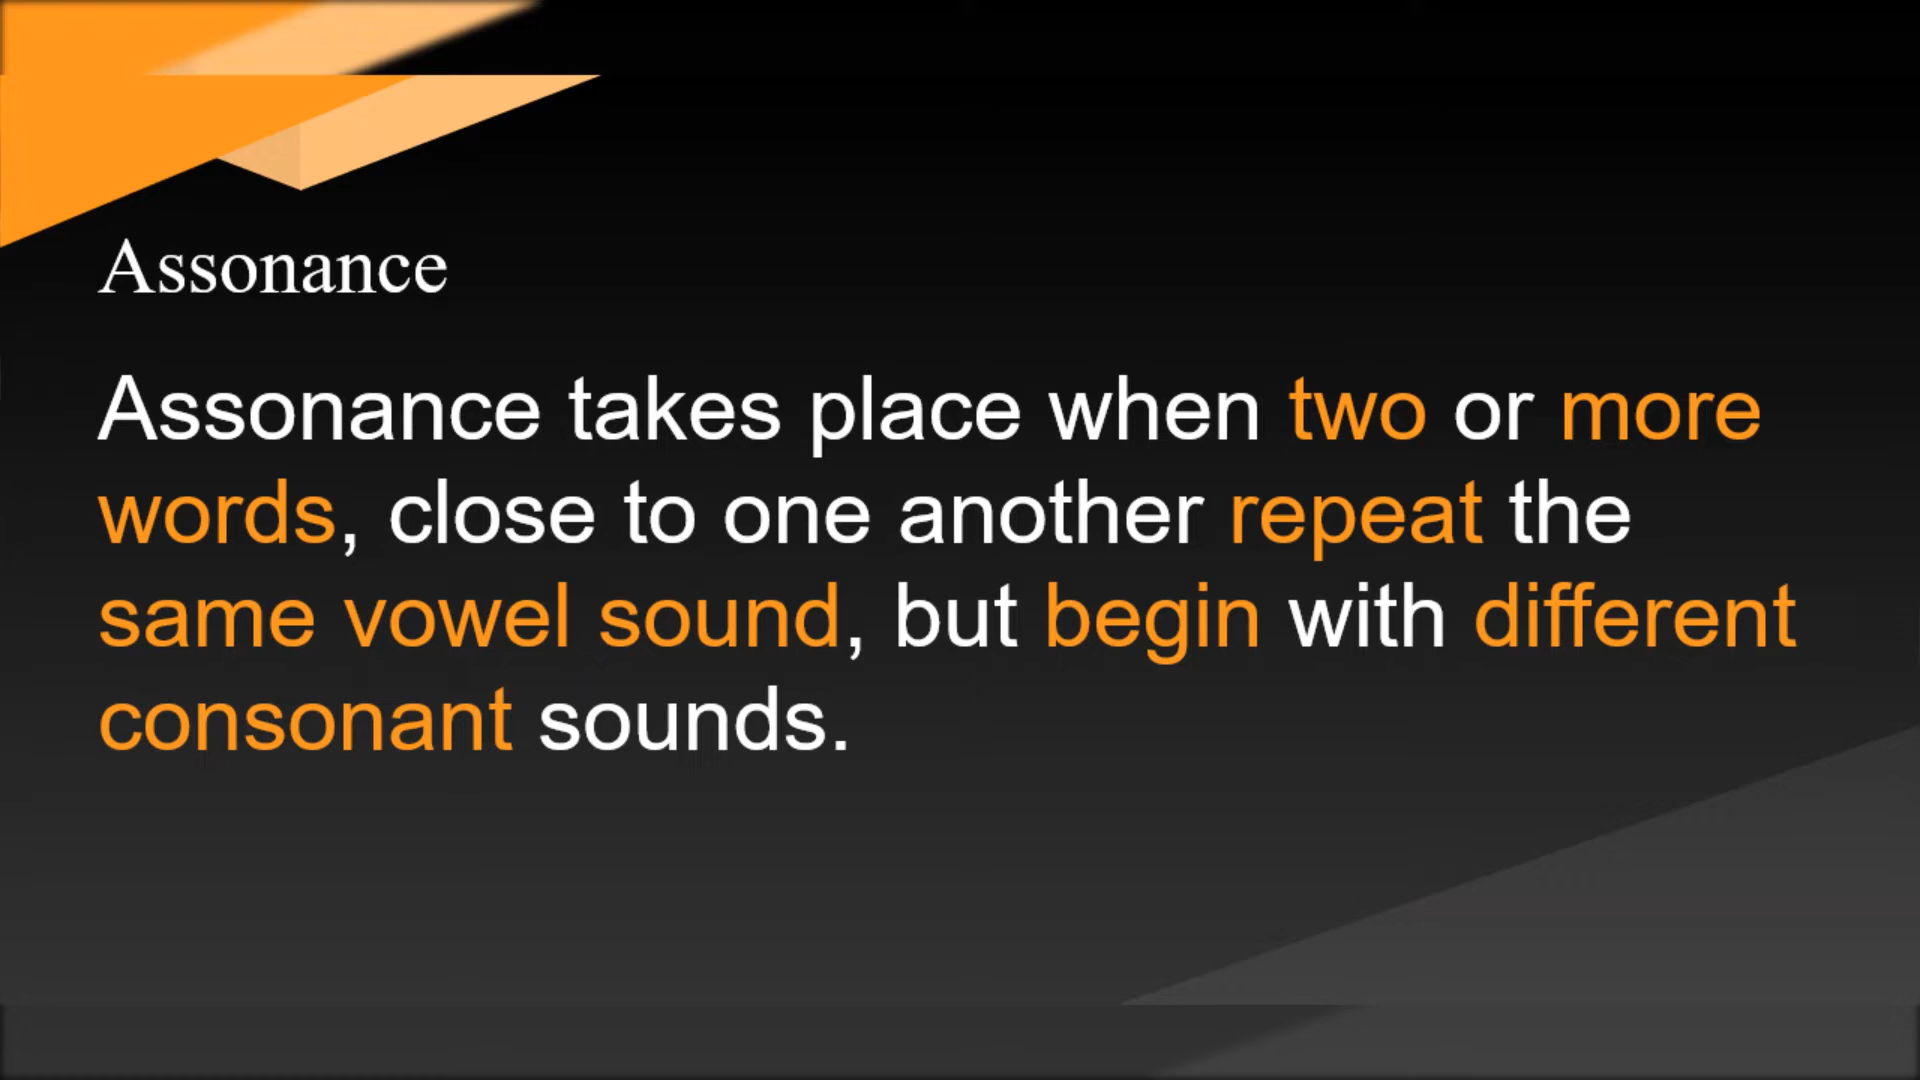 Assonance
Assonance takes place when two or more
words, close to one another repeat the
same vowel sound, but begin with different
consonant sounds.